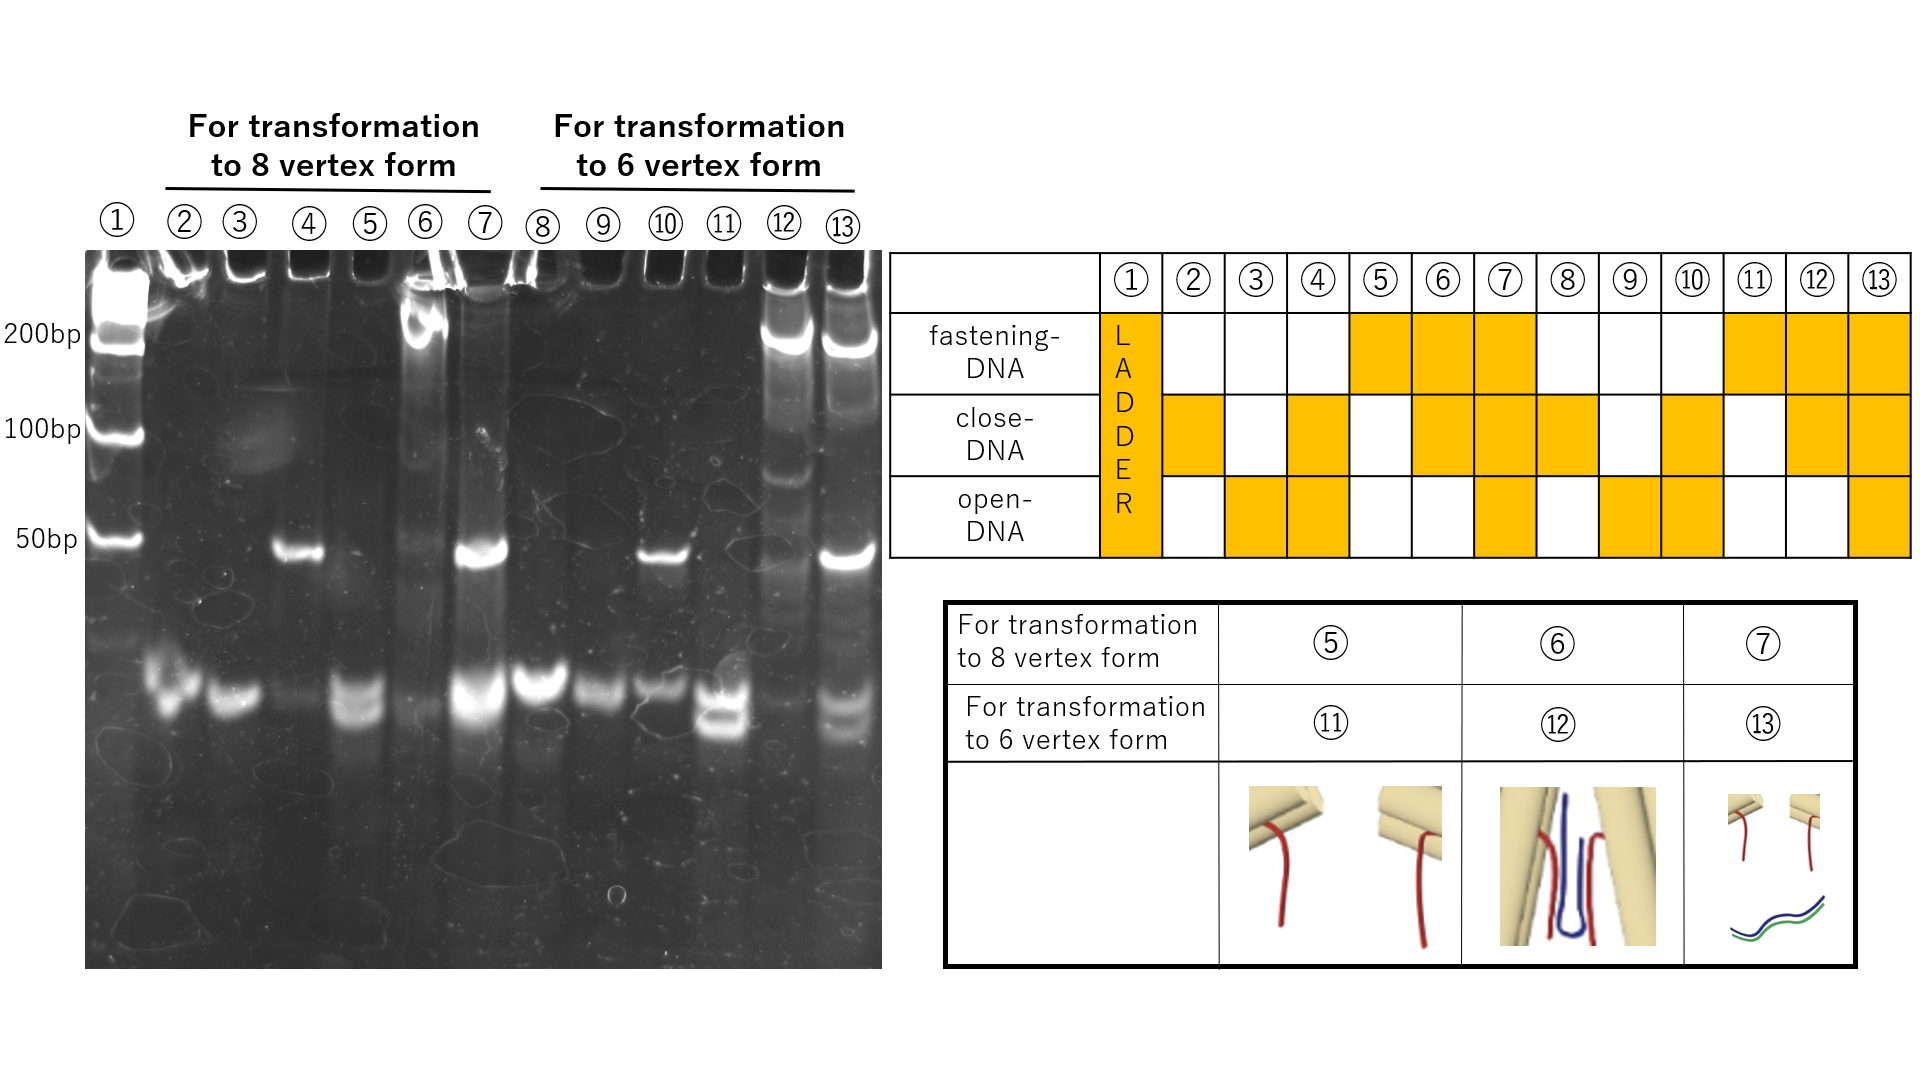 For transformation
to 8 vertex form
For transformation
to 6 vertex form
① ② ③ ④ ⑤ ⑥ ⑦ ⑧ ⑨ ⑩ ⑪ ⑫ ⑬
200bp
100bp
50bp
① ② ③ ④ ⑤ ⑥ ⑦ ⑧ ⑨ ⑩ ⑪ ⑫ ⑬
fastening-
DNA
close-
DNA
open-
DNA
L
A
D
D
E
R
For transformation
to 8 vertex form
⑤ ⑥ ⑦
For transformation
to 6 vertex form
⑪ ⑫ ⑬